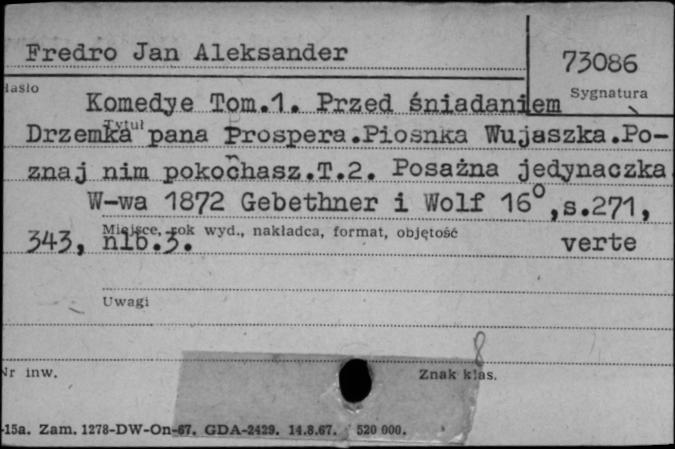 Fredro Jan Aleksander
73086
Hasło
Sygnatura
Komedye Tom.1. Przed śniadaniem
Tytuł
Drzemka pana Prospera.Piosnka Wujaszka.Po-
znaj nim pokochasz.T.2. Posażna jedynaczka.
W-wa 1872 Gebethner i Wolf 16°,s.271,
Miejsce, rok wyd., nakładca, format, objętość
343, nlb.3. verte
Uwagi
8
Nr inw.
Znak klas.
-15a. Zam. 1278-DW-On-67. GDA-2429. 14.8.67. 520 000.